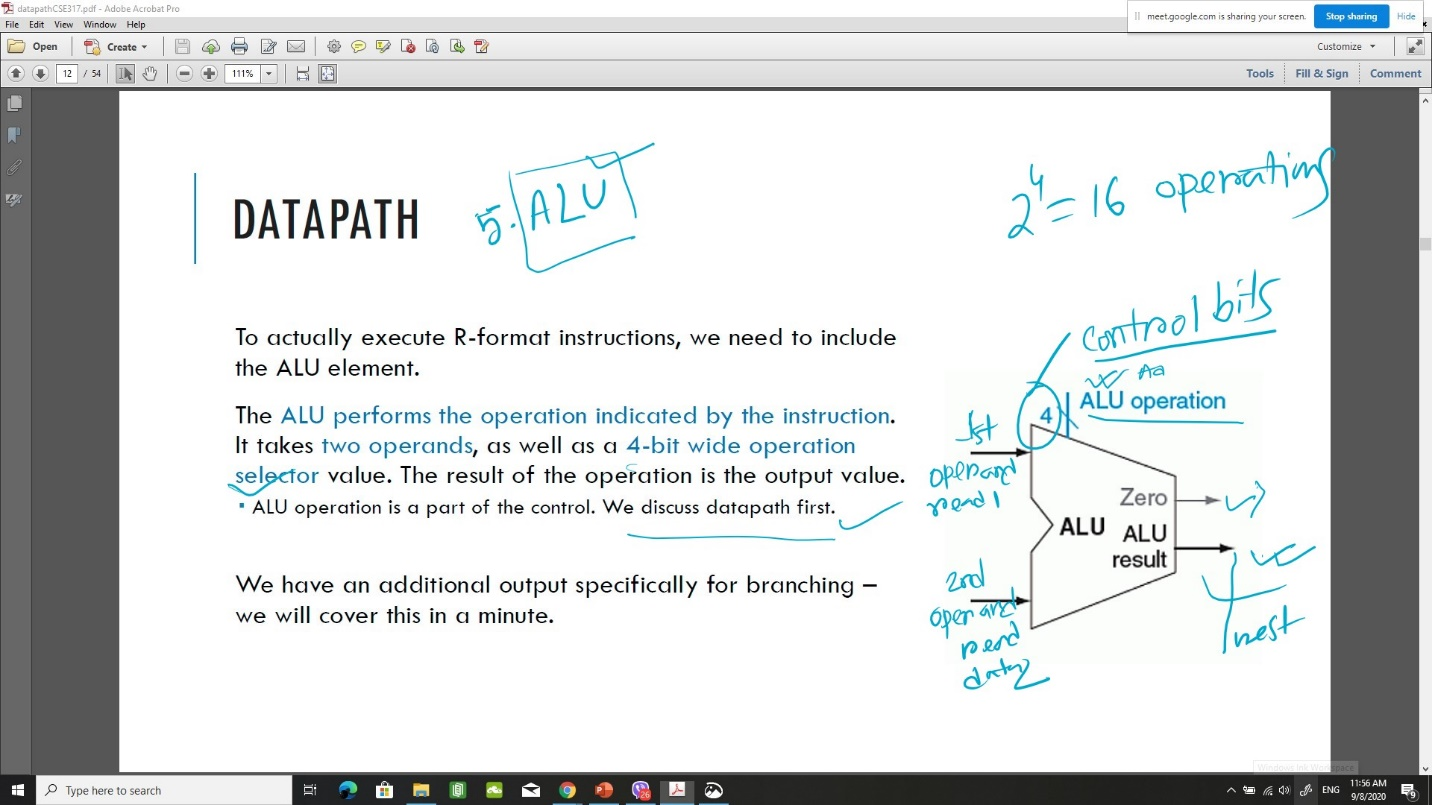 datapathCSE317.pdf - Adobe Acrobat Pro
meet.google.com is sharing your screen.
Stop sharing
Hide
File Edit View Window Help
Open
Create
Customize
12 / 54
111%
Tools
Fill & Sign
Comment
2^4 = 16 operating
5. ALU
DATAPATH
control bits
To actually execute R-format instructions, we need to include
the ALU element.
The ALU performs the operation indicated by the instruction.
It takes two operands, as well as a 4-bit wide operation
selector value. The result of the operation is the output value.
▪ ALU operation is a part of the control. We discuss datapath first.
We have an additional output specifically for branching –
we will cover this in a minute.
4
ALU operation
1st
operand
read 1
Zero
ALU
ALU
result
2nd
operand
read
data 2
Windows Ink Workspace
Type here to search
26
ENG
11:56 AM
9/8/2020
9